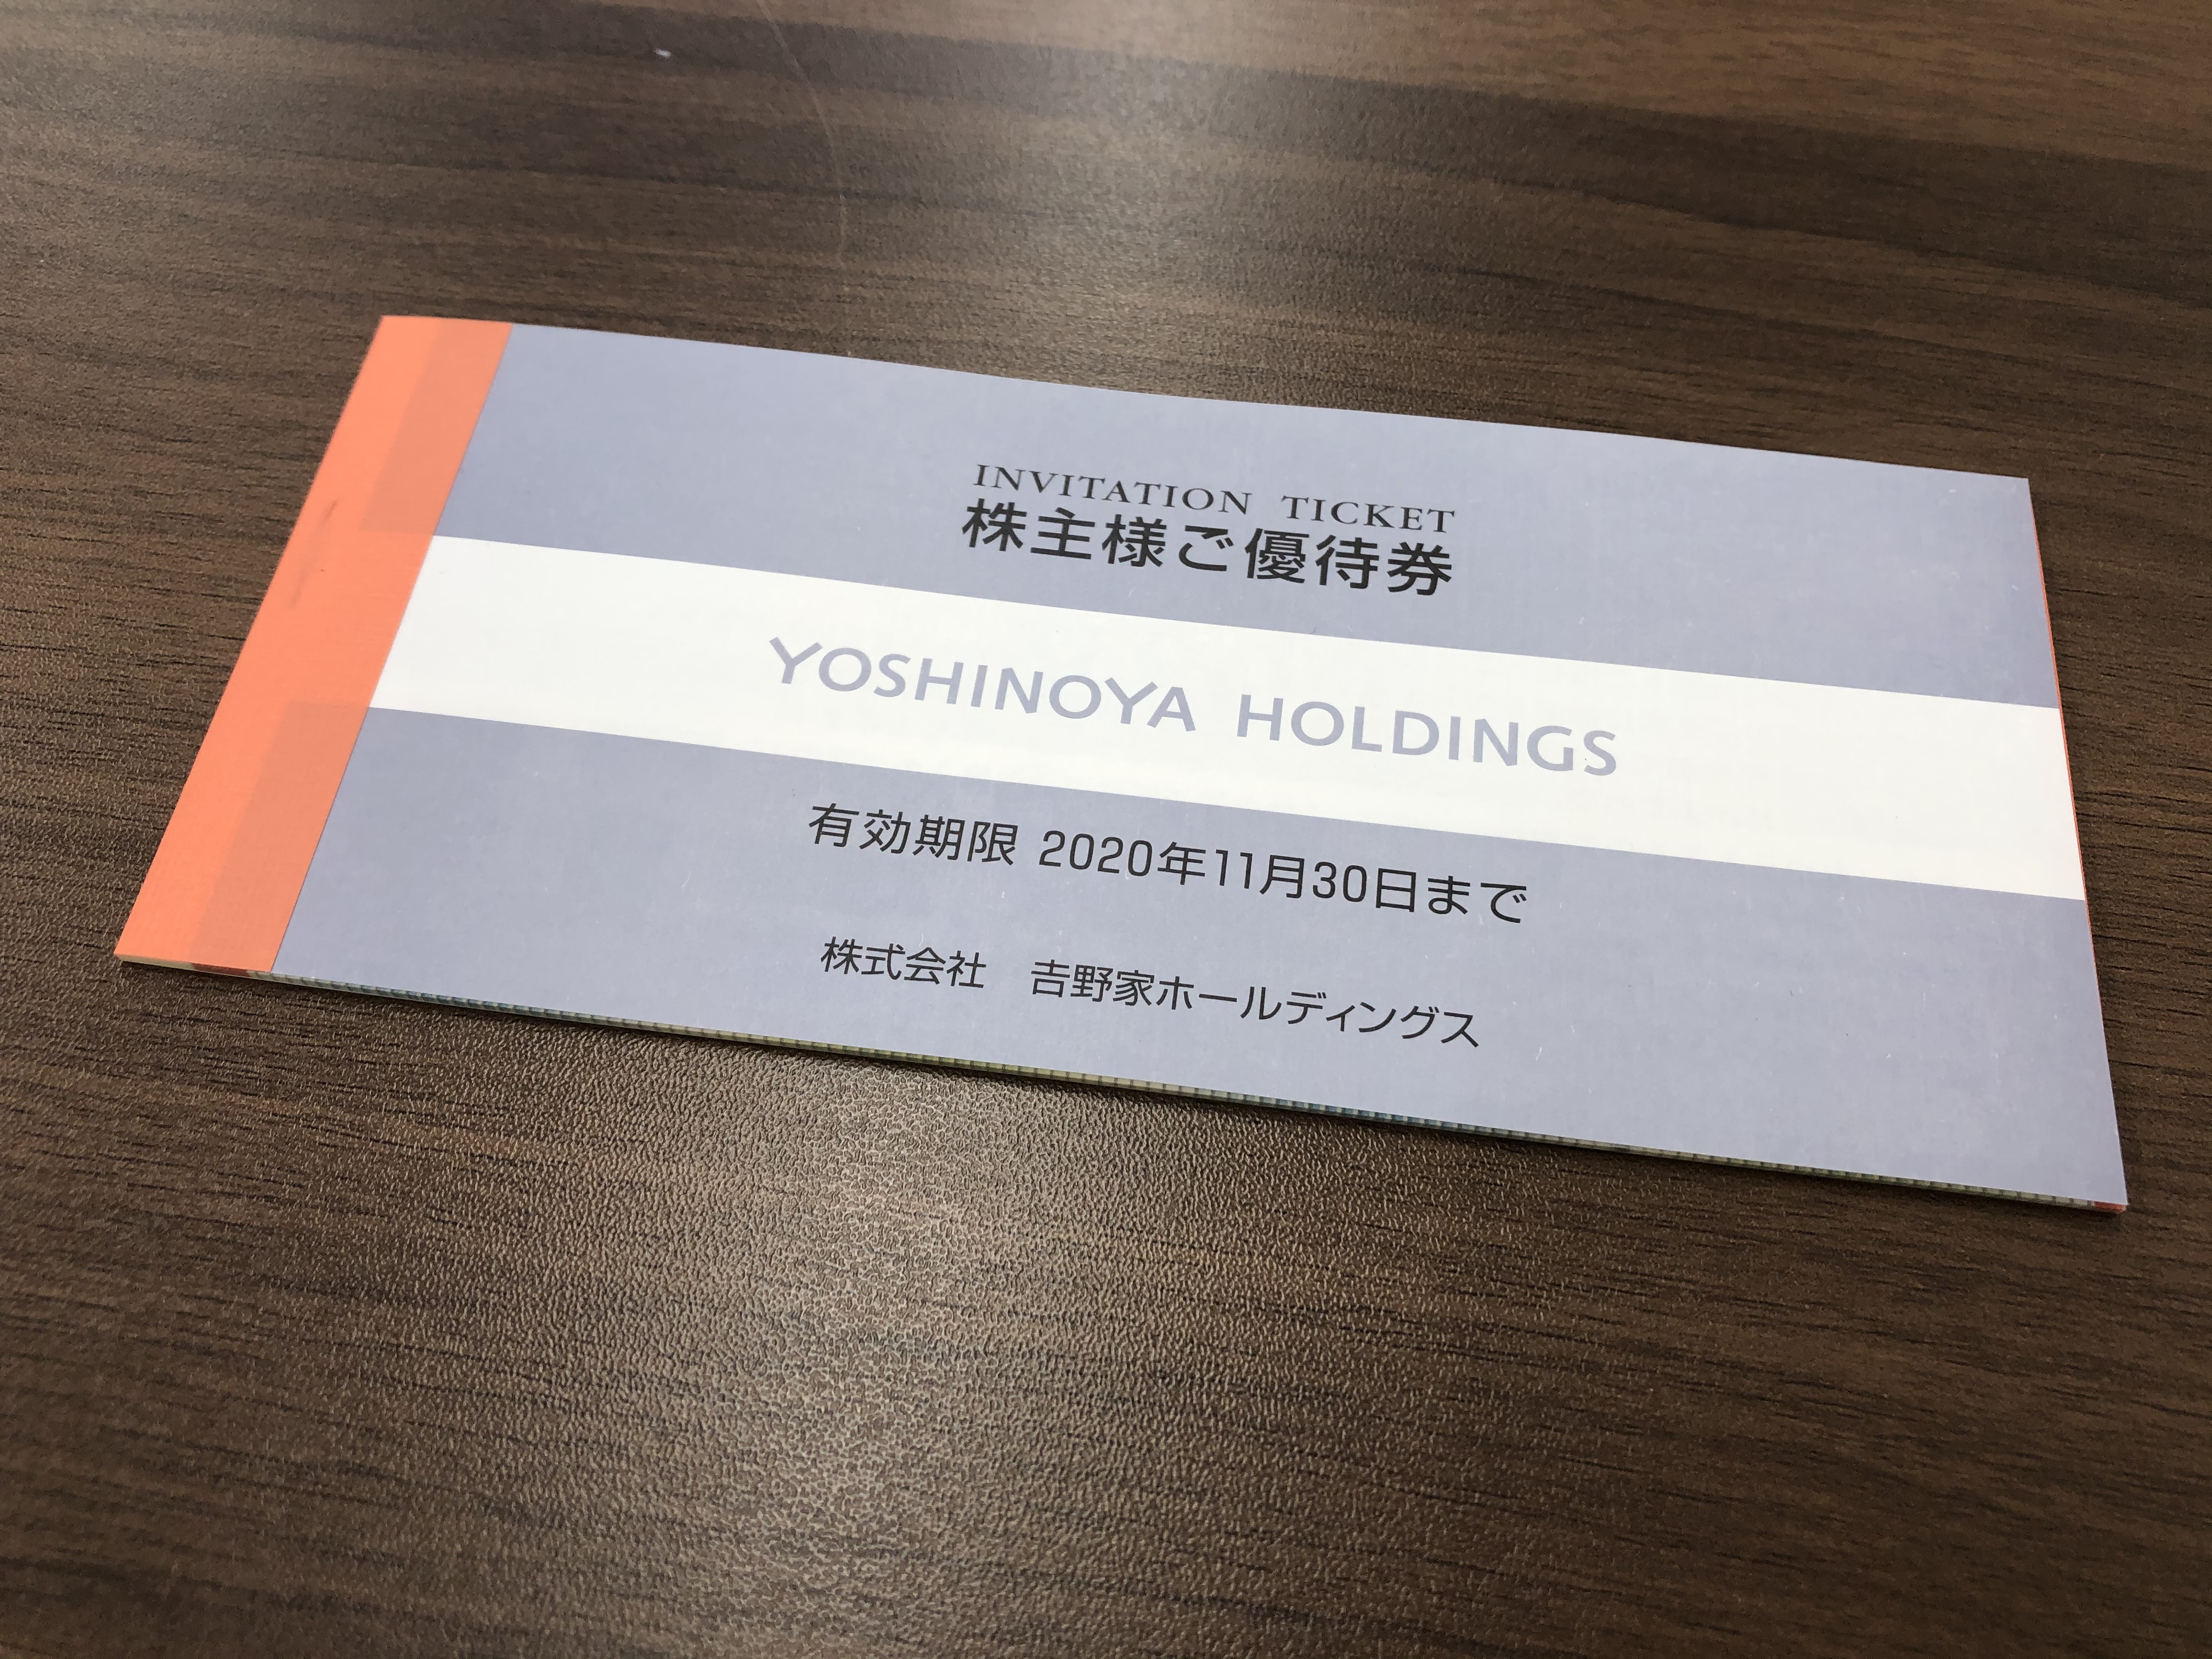 INVITATION TICKET
株主様ご優待券
YOSHINOYA HOLDINGS
有効期限 2020年11月30日まで
株式会社　吉野家ホールディングス